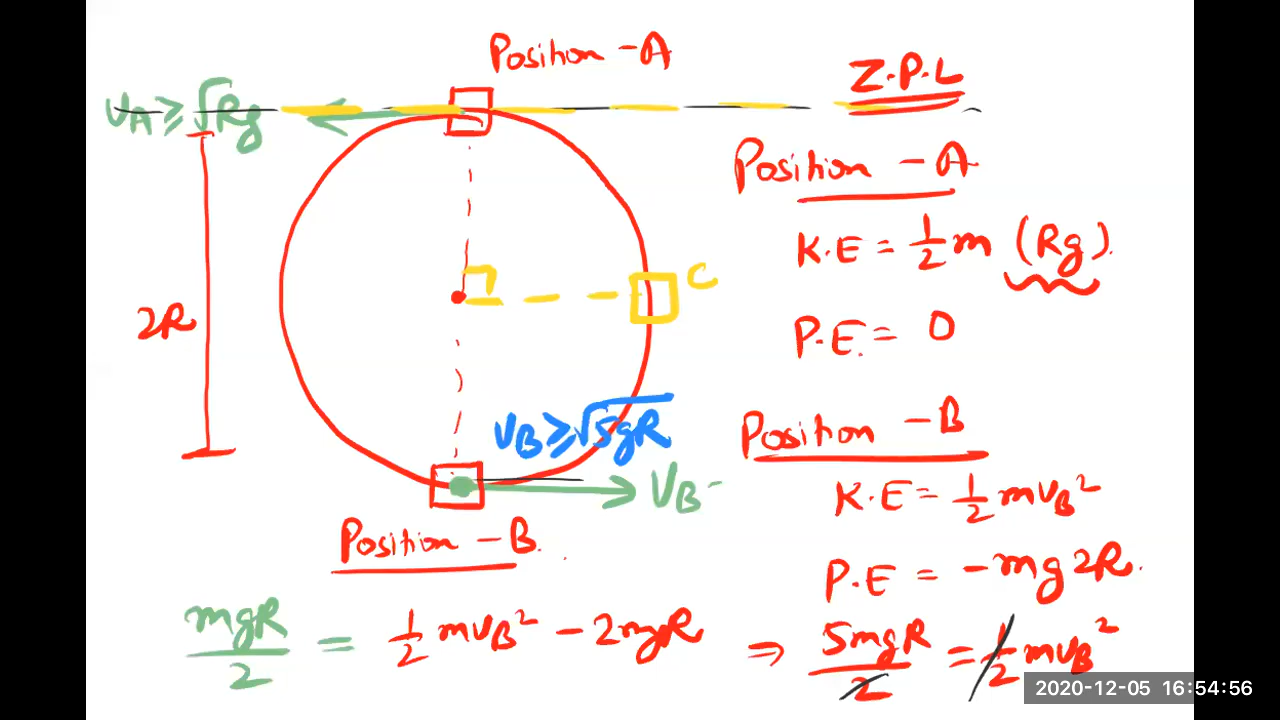 Position - A
Z.P.L
VA ≥ √Rg
Position - A
K.E = 1/2 m (Rg).
2R
C
P.E. = 0
VB ≥ √5gR
Position - B
VB -
K.E = 1/2 mVB²
Position - B.
P.E = - mg2R.
mgR/2 = 1/2 mVB² - 2mgR ⇒ 5mgR/2 = 1/2 mVB²
2020-12-05 16:54:56